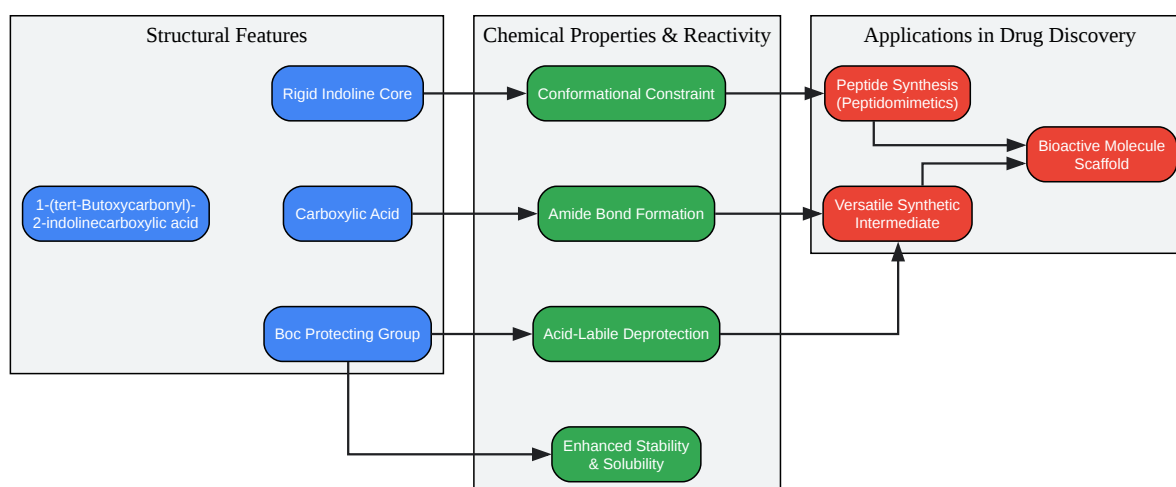 Structural Features
1-(tert-Butoxycarbonyl)-
2-indolinecarboxylic acid
Rigid Indoline Core
Carboxylic Acid
Boc Protecting Group
Chemical Properties & Reactivity
Conformational Constraint
Amide Bond Formation
Acid-Labile Deprotection
Enhanced Stability
& Solubility
Applications in Drug Discovery
Peptide Synthesis
(Peptidomimetics)
Bioactive Molecule
Scaffold
Versatile Synthetic
Intermediate